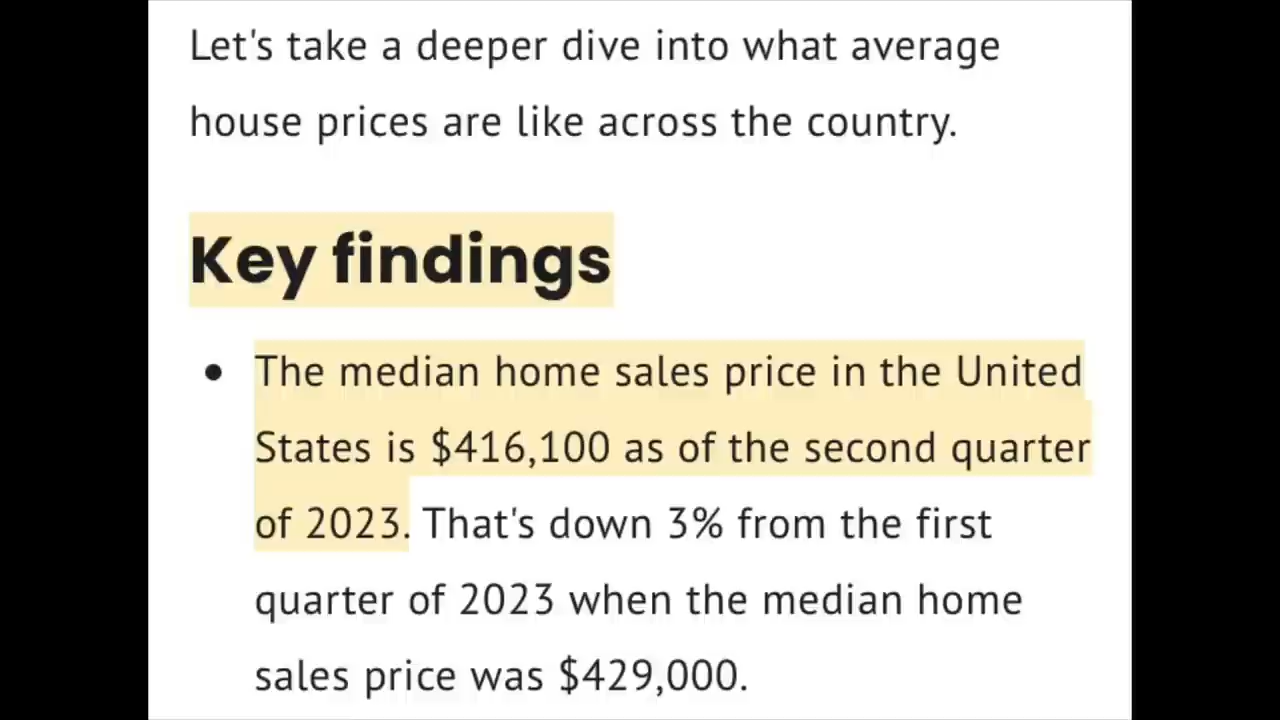 Let's take a deeper dive into what average
house prices are like across the country.
Key findings
• The median home sales price in the United
States is $416,100 as of the second quarter
of 2023. That's down 3% from the first
quarter of 2023 when the median home
sales price was $429,000.